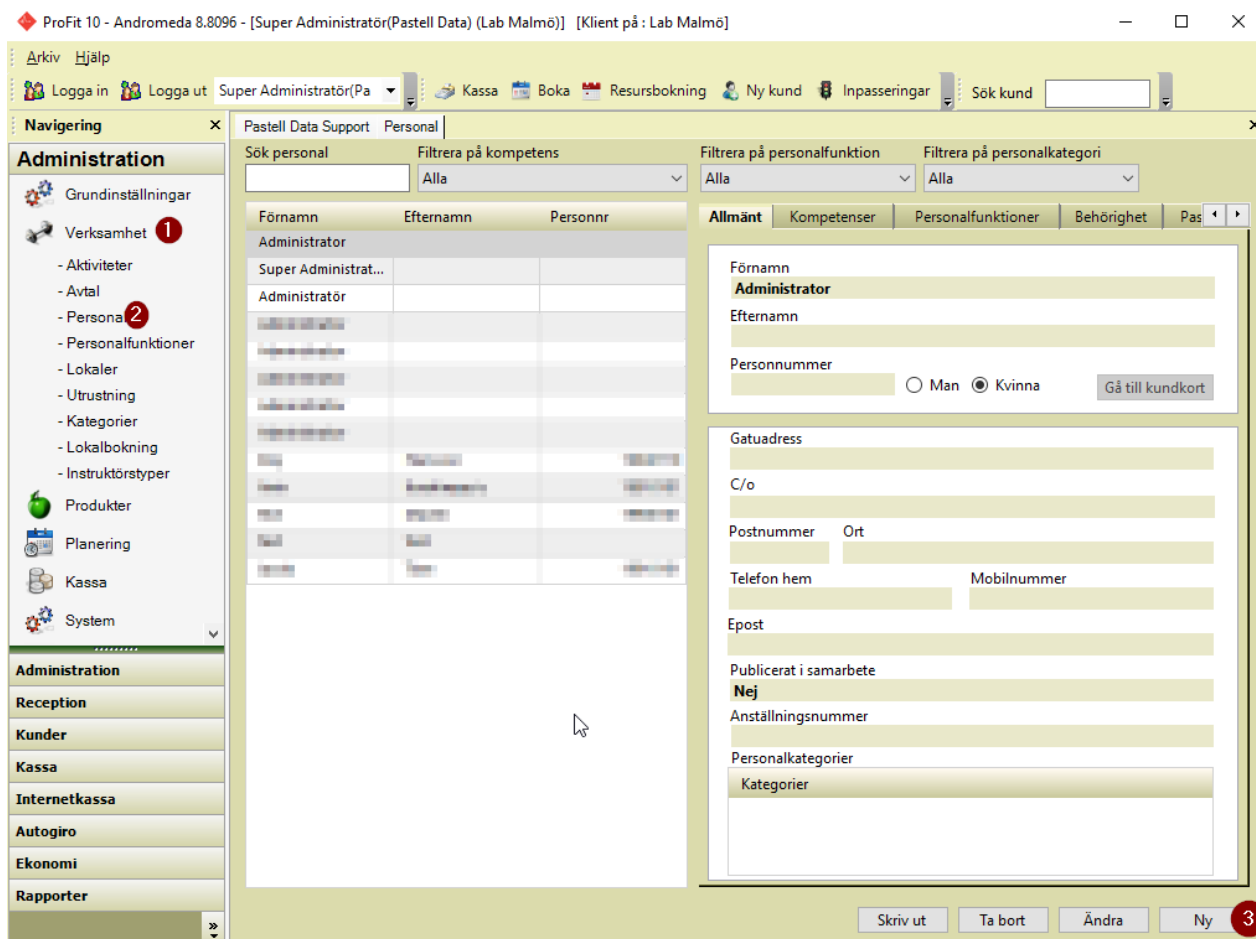 ProFit 10 - Andromeda 8.8096 - [Super Administratör(Pastell Data) (Lab Malmö)] [Klient på : Lab Malmö]
Arkiv Hjälp
Logga in Logga ut Super Administratör(Pa Kassa Boka Resursbokning Ny kund Inpasseringar Sök kund
Navigering
Administration
Grundinställningar
Verksamhet 1
- Aktiviteter
- Avtal
- Persona 2
- Personalfunktioner
- Lokaler
- Utrustning
- Kategorier
- Lokalbokning
- Instruktörstyper
Produkter
Planering
Kassa
System
Administration
Reception
Kunder
Kassa
Internetkassa
Autogiro
Ekonomi
Rapporter
Pastell Data Support Personal
Sök personal Filtrera på kompetens Filtrera på personalfunktion Filtrera på personalkategori
Alla Alla Alla
Förnamn Efternamn Personnr
Administrator
Super Administrat...
Administratör
Allmänt Kompetenser Personalfunktioner Behörighet Pas
Förnamn
Administrator
Efternamn
Personnummer
Man Kvinna Gå till kundkort
Gatuadress
C/o
Postnummer Ort
Telefon hem Mobilnummer
Epost
Publicerat i samarbete
Nej
Anställningsnummer
Personalkategorier
Kategorier
Skriv ut Ta bort Ändra Ny 3